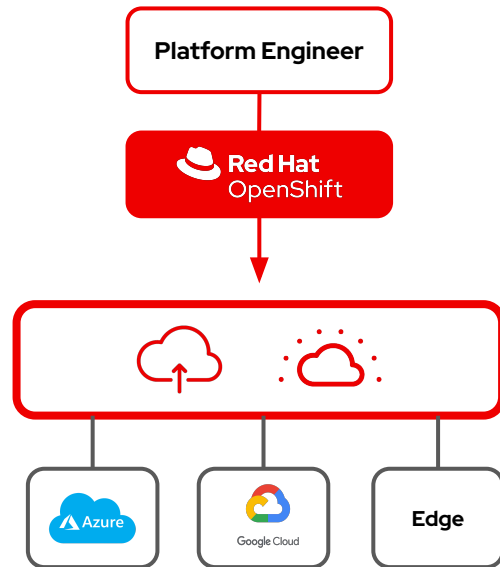 Platform Engineer
Red Hat
OpenShift
Azure
Google Cloud
Edge